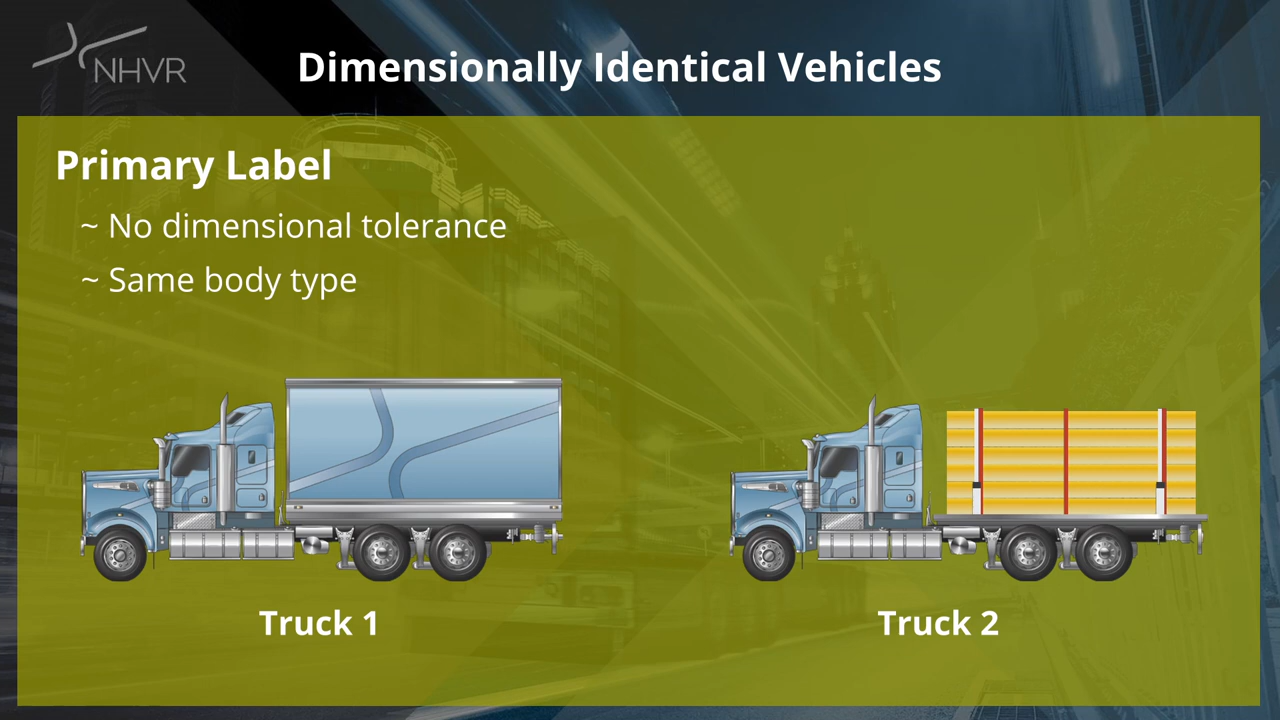 NHVR
Dimensionally Identical Vehicles
Primary Label
~ No dimensional tolerance
~ Same body type
Truck 1
Truck 2